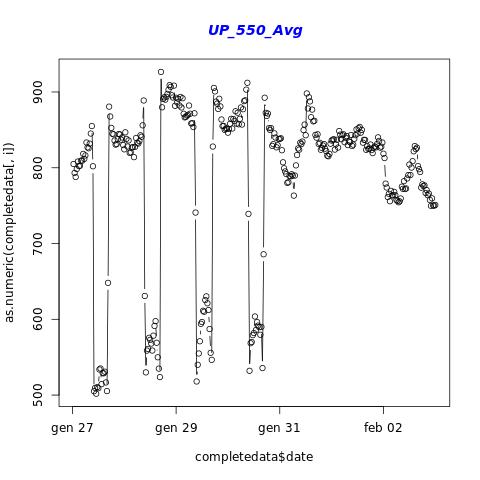 UP_550_Avg
as.numeric(completedata[, i])
900
800
700
600
500
gen 27
gen 29
gen 31
feb 02
completedata$date